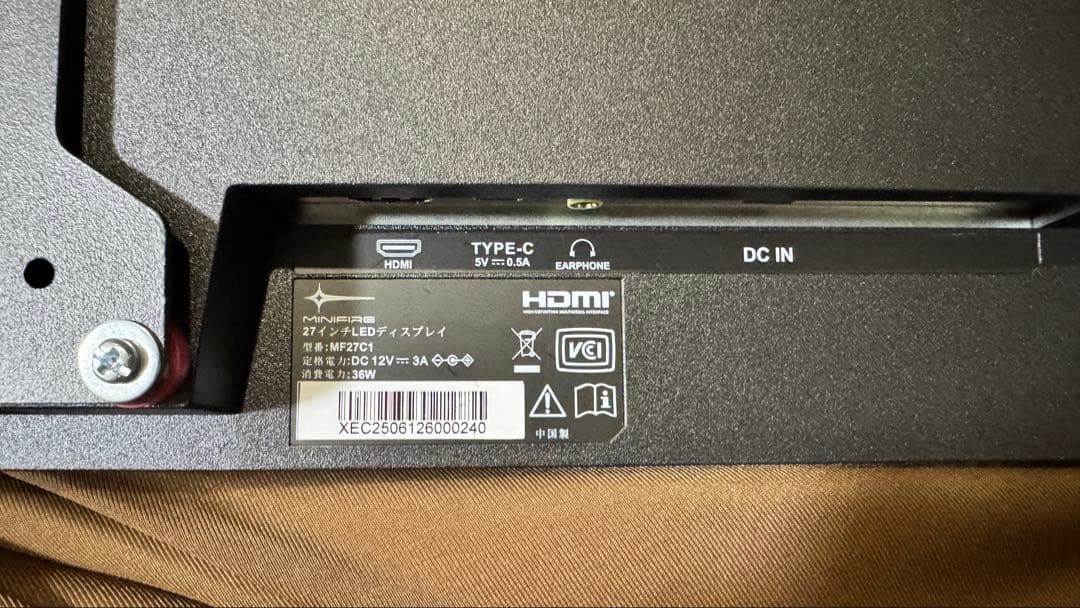 HDMI
TYPE-C
5V⎓0.5A
EARPHONE
DC IN
MINIFIRE
27インチLEDディスプレイ
型番:MF27C1
定格電力:DC 12V⎓3A
消費電力:36W
XEC2506126000240
HDMI
HIGH-DEFINITION MULTIMEDIA INTERFACE
VCCI
中国製